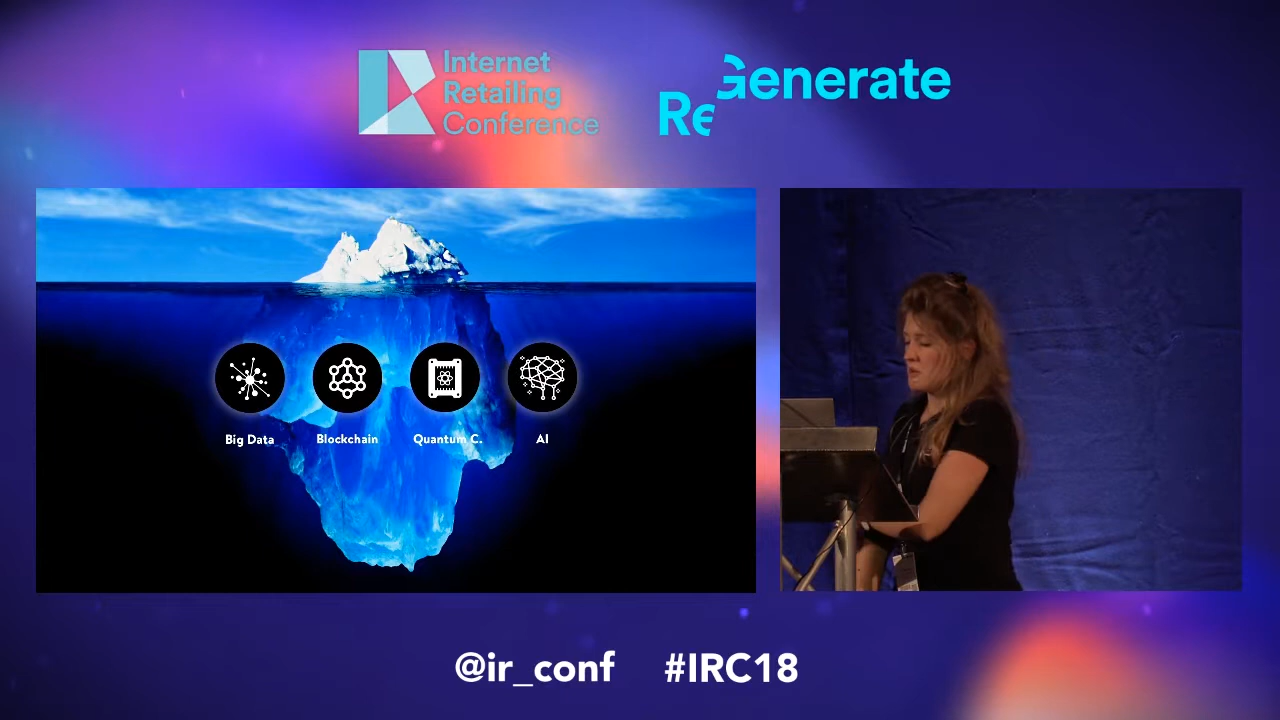 Internet
Retailing
Conference
ReGenerate
Big Data
Blockchain
Quantum C.
AI
@ir_conf #IRC18